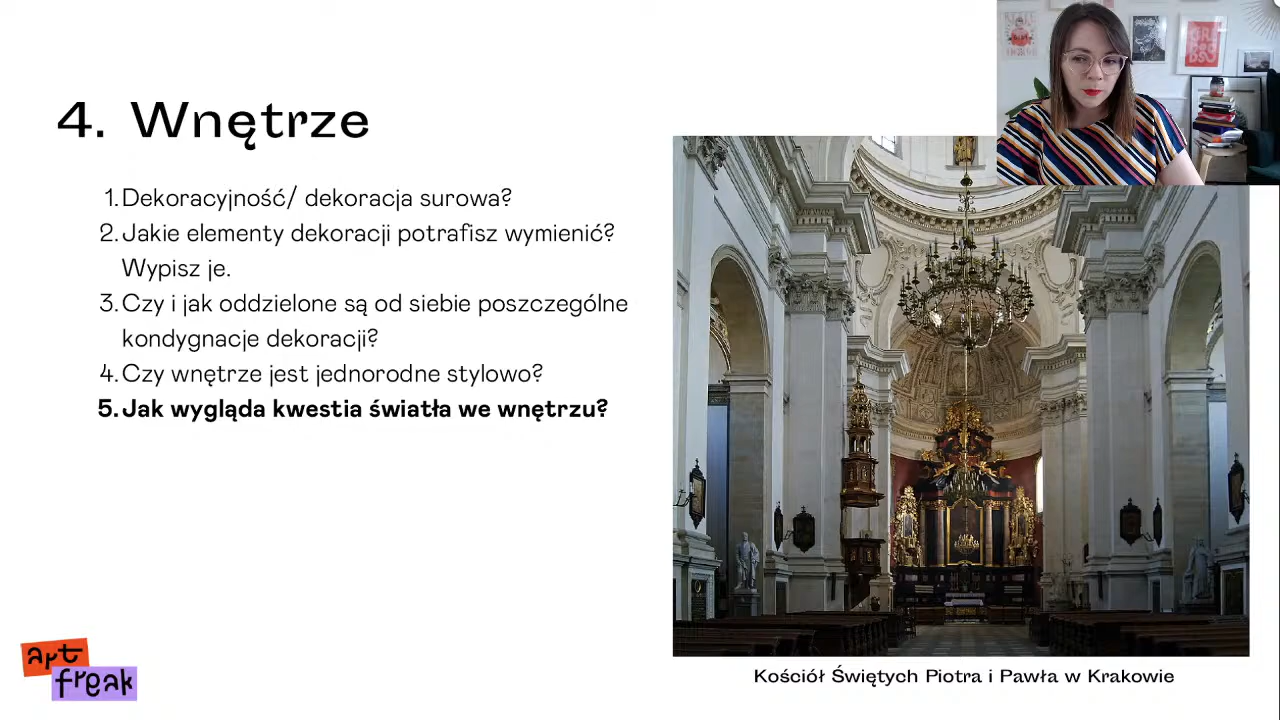 4. Wnętrze
1. Dekoracyjność/ dekoracja surowa?
2. Jakie elementy dekoracji potrafisz wymienić?
Wypisz je.
3. Czy i jak oddzielone są od siebie poszczególne
kondygnacje dekoracji?
4. Czy wnętrze jest jednorodne stylowo?
5. Jak wygląda kwestia światła we wnętrzu?
Kościół Świętych Piotra i Pawła w Krakowie
art
freak